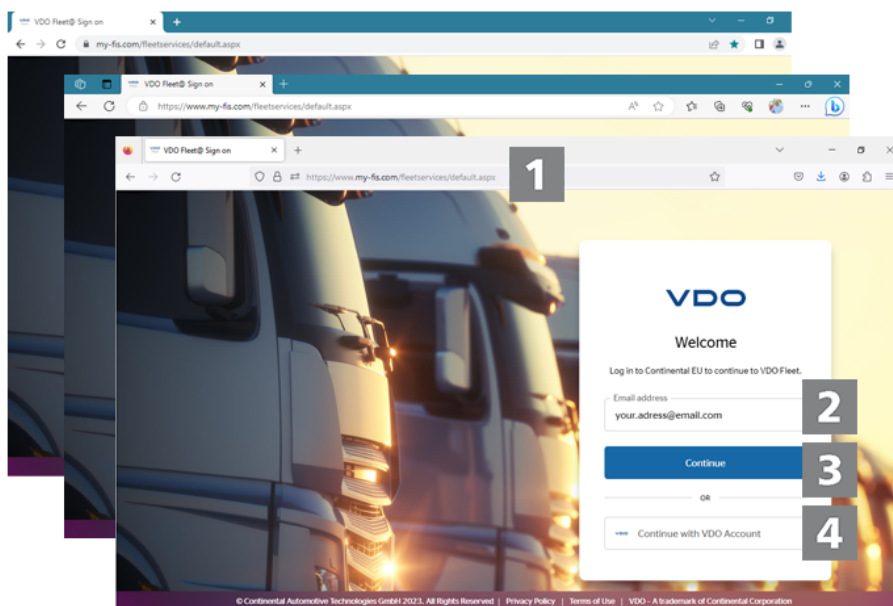 VDO Fleet@ Sign on
my-fis.com/fleetservices/default.aspx
VDO Fleet@ Sign on
https://www.my-fis.com/fleetservices/default.aspx
VDO Fleet@ Sign on
https://www.my-fis.com/fleetservices/default.aspx
1
VDO
Welcome
Log in to Continental EU to continue to VDO Fleet.
Email address
your.adress@email.com
2
Continue
3
OR
VDO Continue with VDO Account
4
© Continental Automotive Technologies GmbH 2023. All Rights Reserved | Privacy Policy | Terms of Use | VDO - A trademark of Continental Corporation